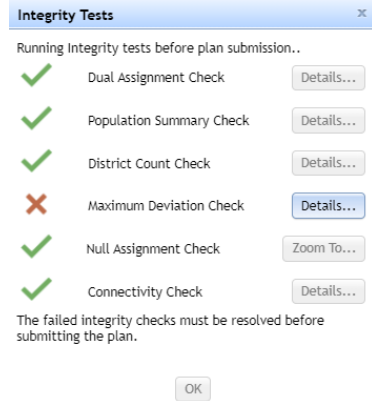 Integrity Tests x
Running Integrity tests before plan submission..
Dual Assignment Check Details...
Population Summary Check Details...
District Count Check Details...
Maximum Deviation Check Details...
Null Assignment Check Zoom To...
Connectivity Check Details...
The failed integrity checks must be resolved before
submitting the plan.
OK